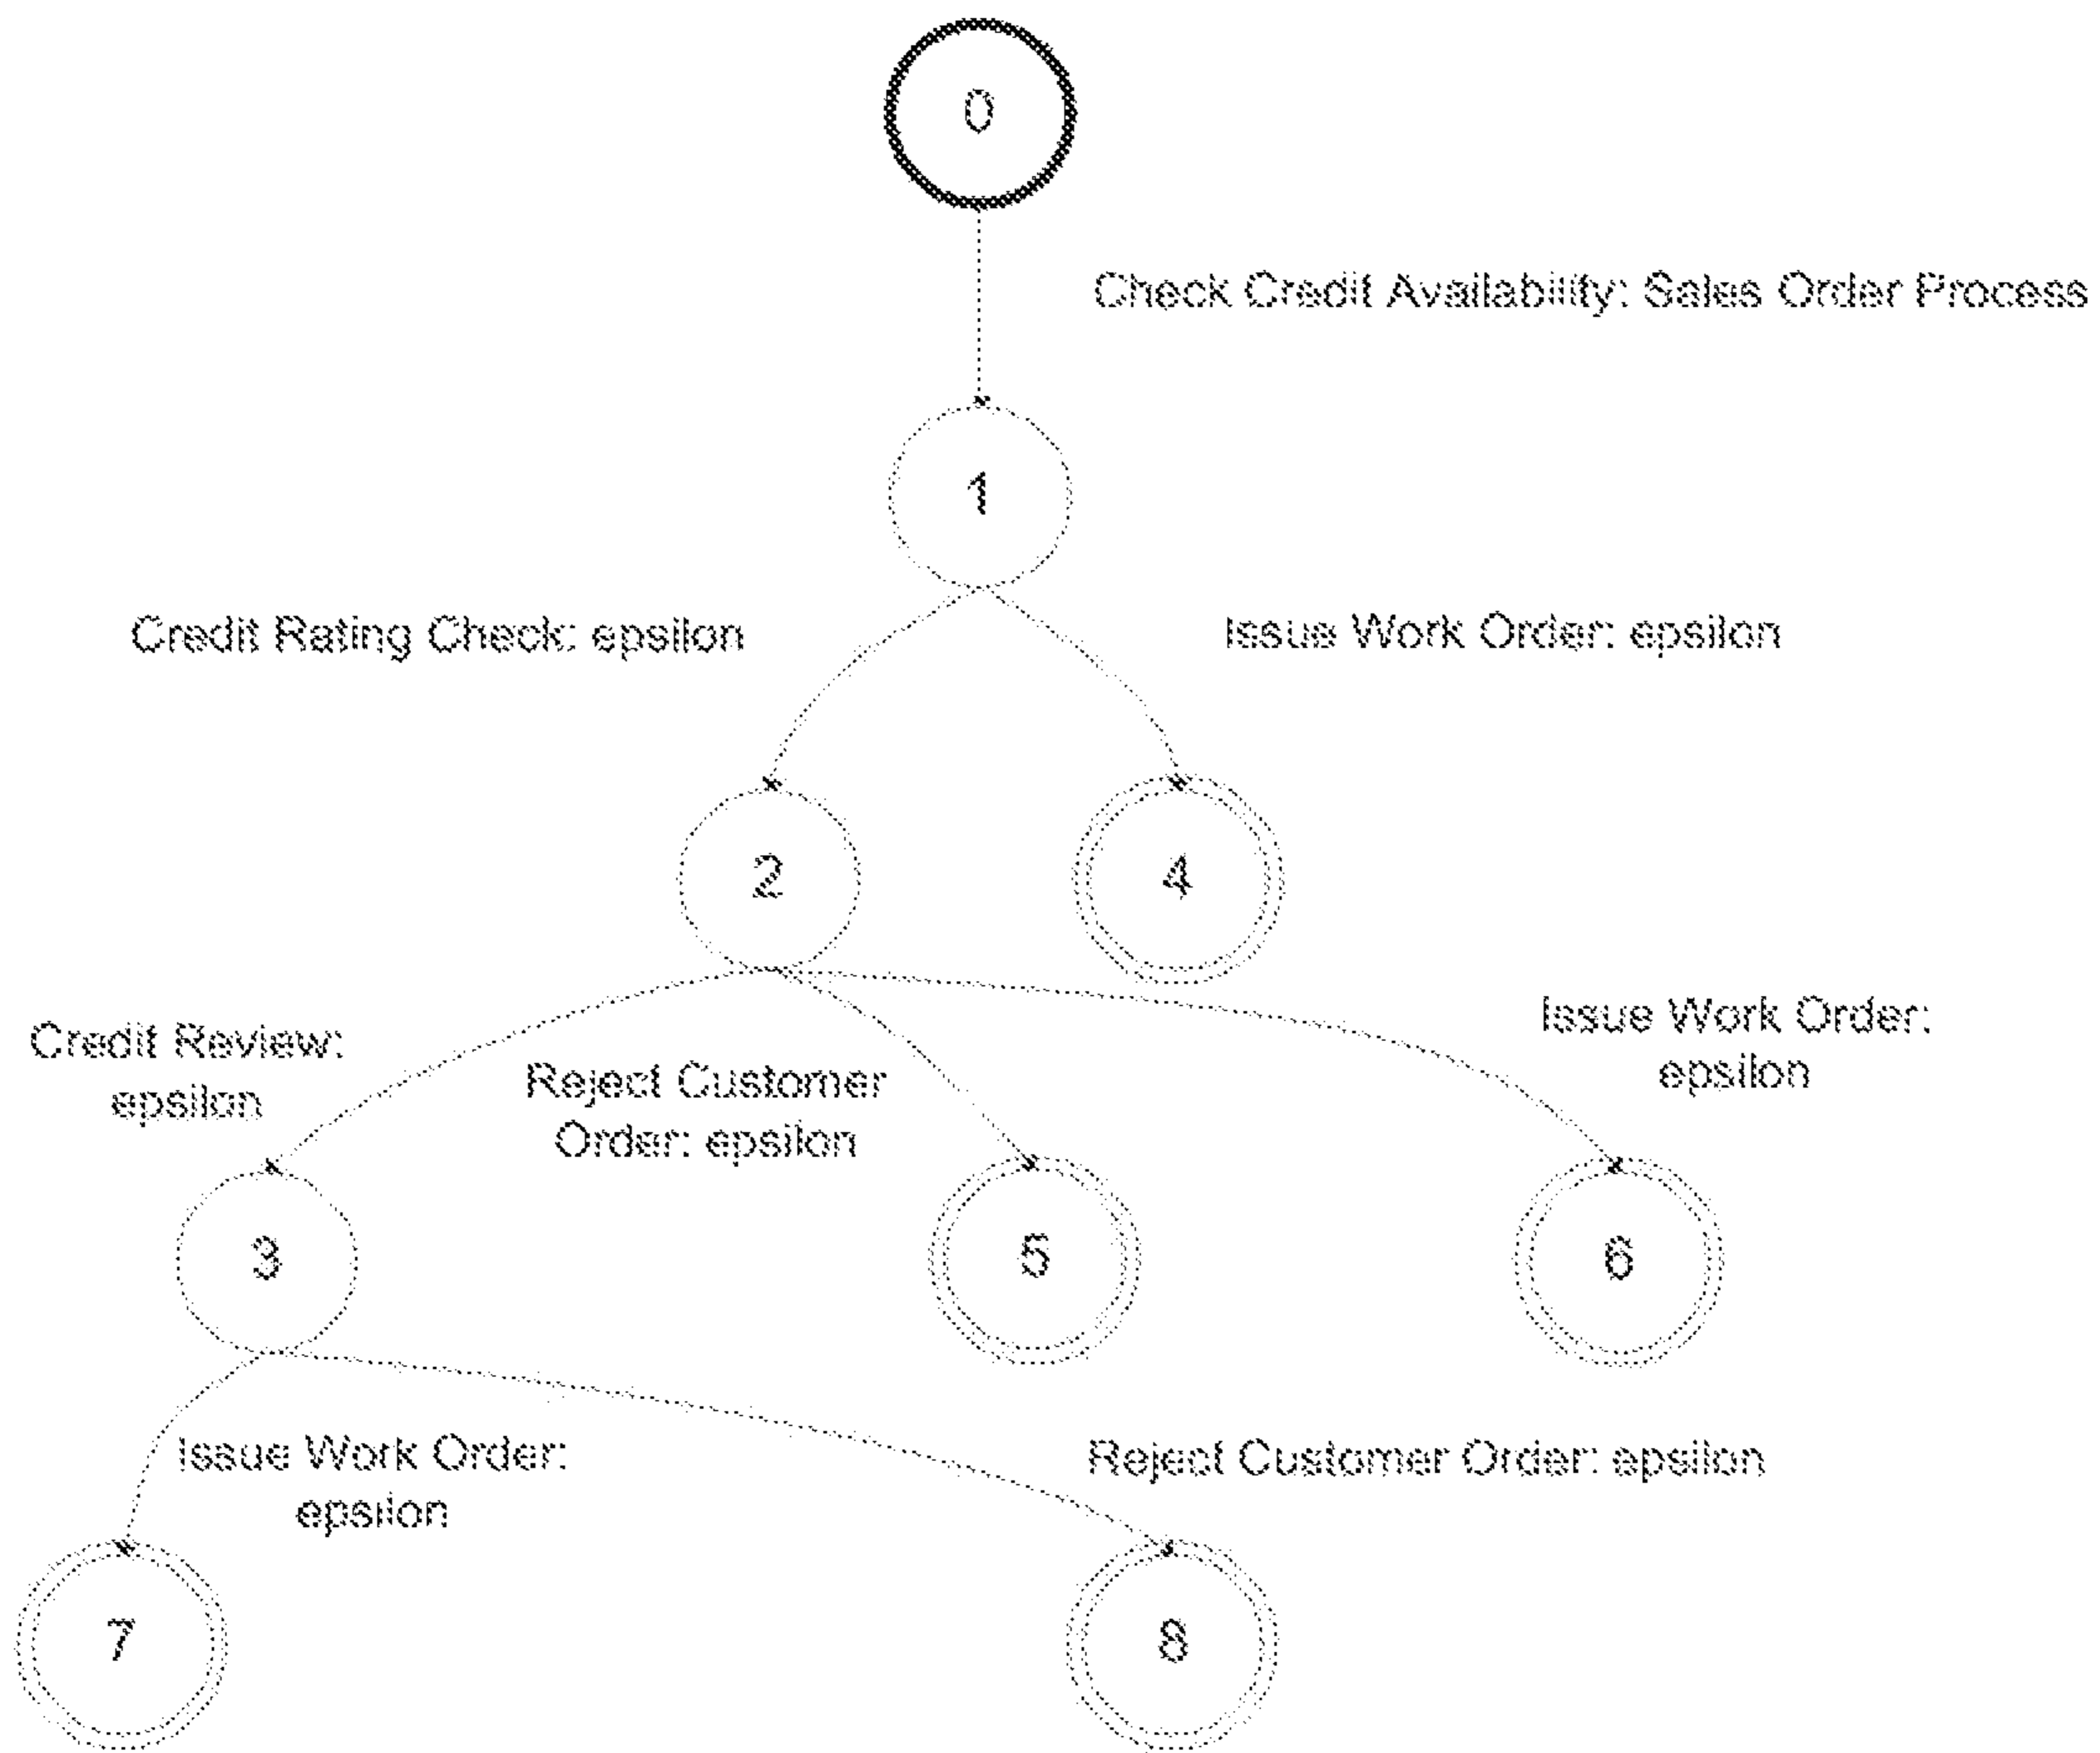 0
Check Credit Availability: Sales Order Process
1
Credit Rating Check: epsilon
Issue Work Order: epsilon
2
4
Credit Review:
epsilon
Reject Customer
Order: epsilon
Issue Work Order:
epsilon
3
5
6
Issue Work Order:
epsilon
Reject Customer Order: epsilon
7
8